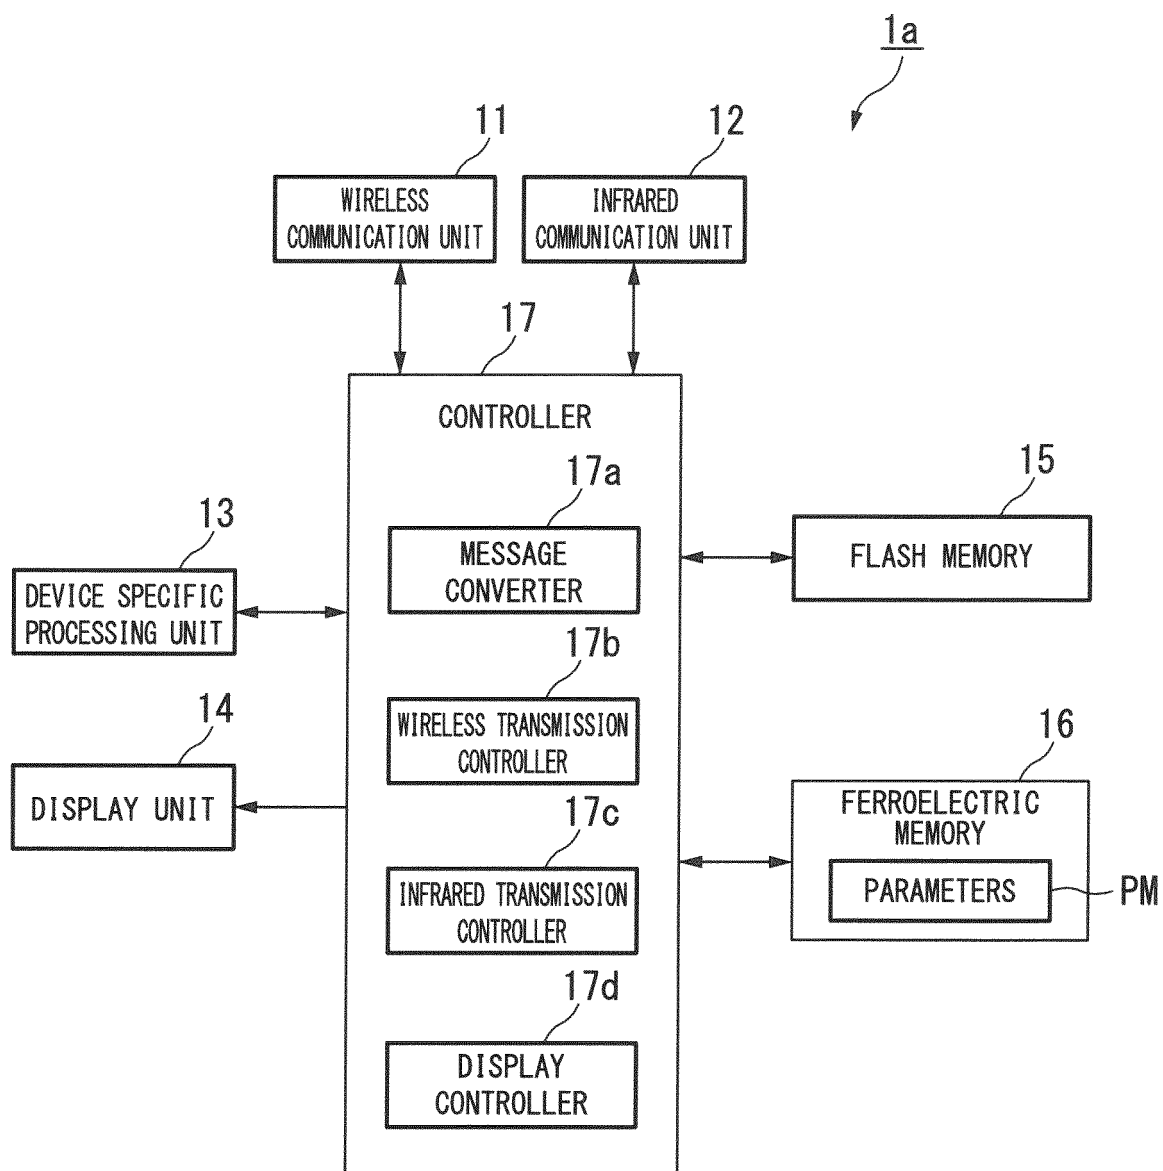 1a
11
12
WIRELESS
COMMUNICATION UNIT
INFRARED
COMMUNICATION UNIT
17
CONTROLLER
17a
MESSAGE
CONVERTER
15
FLASH MEMORY
13
DEVICE SPECIFIC
PROCESSING UNIT
17b
WIRELESS TRANSMISSION
CONTROLLER
14
DISPLAY UNIT
16
FERROELECTRIC
MEMORY
PARAMETERS
PM
17c
INFRARED TRANSMISSION
CONTROLLER
17d
DISPLAY
CONTROLLER